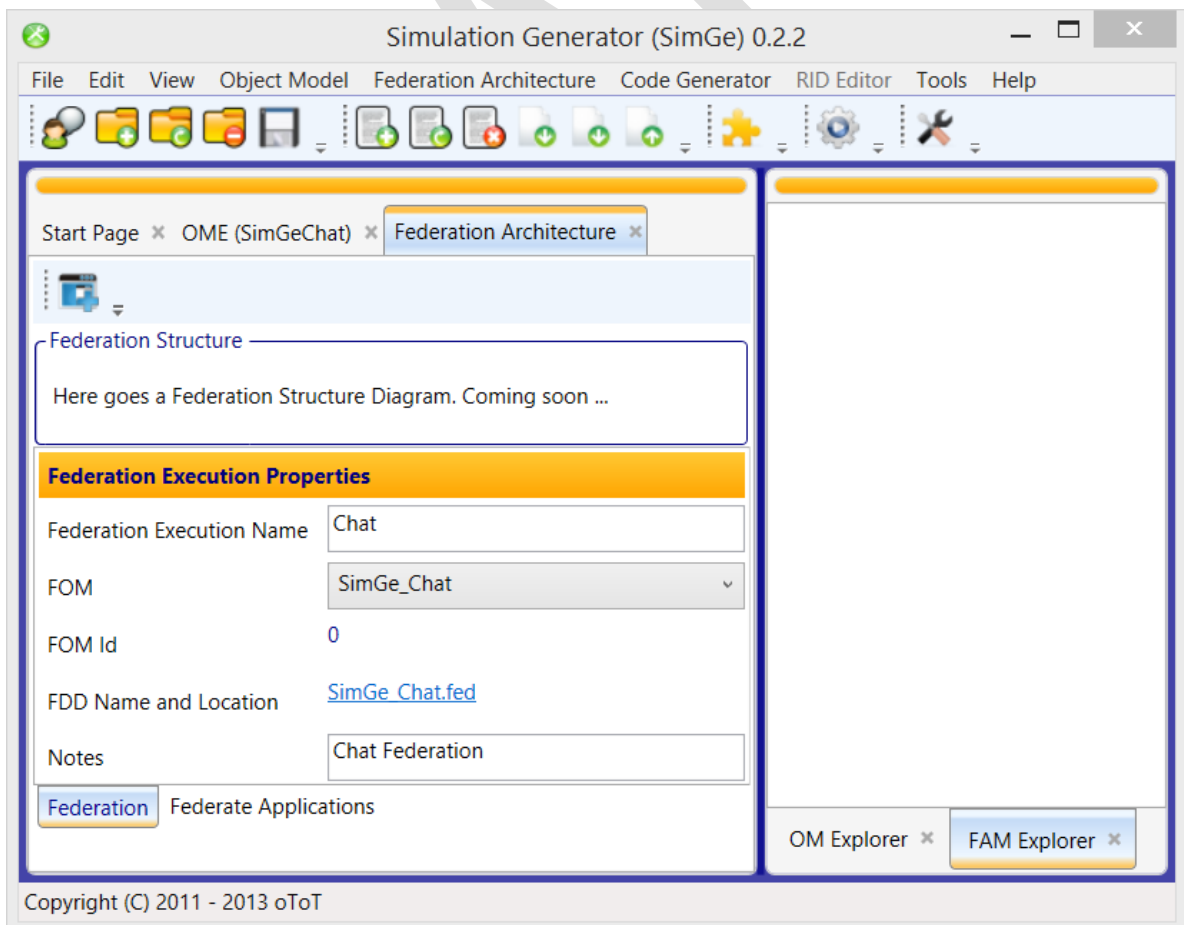 Simulation Generator (SimGe) 0.2.2
File Edit View Object Model Federation Architecture Code Generator RID Editor Tools Help
Start Page OME (SimGeChat) Federation Architecture
Federation Structure
Here goes a Federation Structure Diagram. Coming soon ...
Federation Execution Properties
Federation Execution Name Chat
FOM SimGe_Chat
FOM Id 0
FDD Name and Location SimGe_Chat.fed
Notes Chat Federation
Federation Federate Applications
OM Explorer FAM Explorer
Copyright (C) 2011 - 2013 oToT